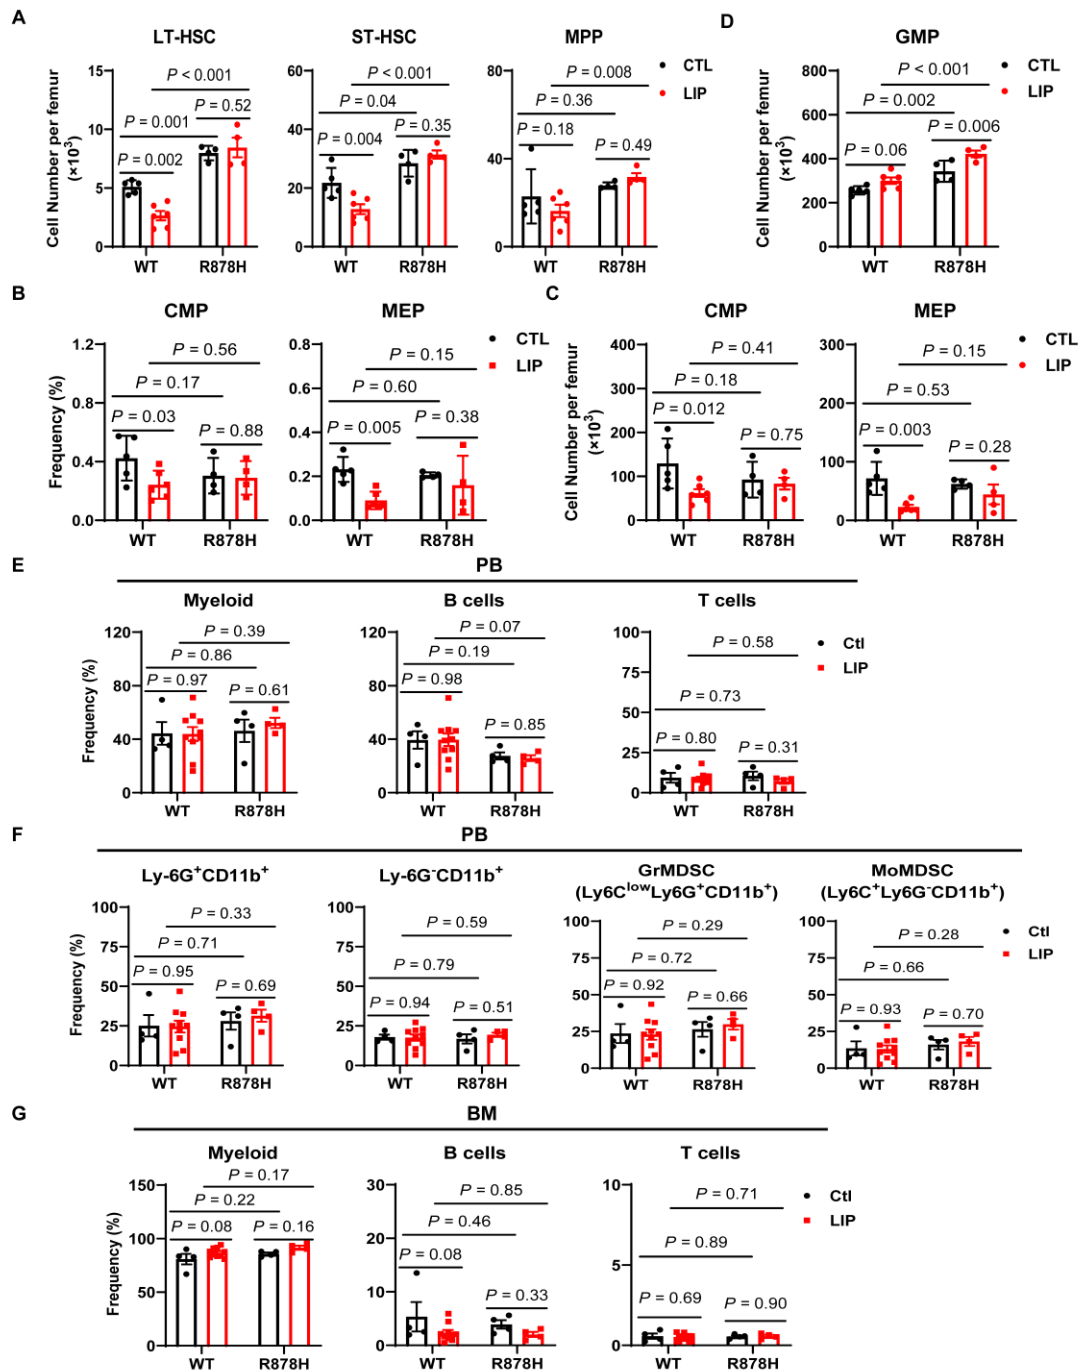 A
LT-HSC
ST-HSC
MPP
CTL
LIP
Cell Number per femur
(×10³)
15
10
5
0
P < 0.001
P = 0.52
P = 0.001
P = 0.002
WT
R878H
60
40
20
0
P < 0.001
P = 0.04
P = 0.35
P = 0.004
WT
R878H
80
40
0
P = 0.008
P = 0.36
P = 0.18
P = 0.49
WT
R878H
D
GMP
CTL
LIP
Cell Number per femur
(×10³)
800
600
400
200
0
P < 0.001
P = 0.002
P = 0.006
P = 0.06
WT
R878H
B
CMP
MEP
CTL
LIP
Frequency (%)
1.2
0.8
0.4
0.0
P = 0.56
P = 0.17
P = 0.03
P = 0.88
WT
R878H
0.8
0.6
0.4
0.2
0.0
P = 0.15
P = 0.60
P = 0.38
P = 0.005
WT
R878H
C
CMP
MEP
CTL
LIP
Cell Number per femur
(×10³)
400
300
200
100
0
P = 0.41
P = 0.18
P = 0.012
P = 0.75
WT
R878H
300
200
100
0
P = 0.15
P = 0.53
P = 0.003
P = 0.28
WT
R878H
E
PB
Myeloid
B cells
T cells
Ctl
LIP
Frequency (%)
120
80
40
0
P = 0.39
P = 0.86
P = 0.97
P = 0.61
WT
R878H
120
80
40
0
P = 0.07
P = 0.19
P = 0.98
P = 0.85
WT
R878H
100
75
50
25
0
P = 0.58
P = 0.73
P = 0.80
P = 0.31
WT
R878H
F
PB
Ly-6G⁺CD11b⁺
Ly-6G⁻CD11b⁺
GrMDSC
(Ly6C^lowLy6G⁺CD11b⁺)
MoMDSC
(Ly6C⁺Ly6G⁻CD11b⁺)
Ctl
LIP
Frequency (%)
100
75
50
25
0
P = 0.33
P = 0.71
P = 0.95
P = 0.69
WT
R878H
100
75
50
25
0
P = 0.59
P = 0.79
P = 0.94
P = 0.51
WT
R878H
100
75
50
25
0
P = 0.29
P = 0.72
P = 0.92
P = 0.66
WT
R878H
100
75
50
25
0
P = 0.28
P = 0.66
P = 0.93
P = 0.70
WT
R878H
G
BM
Myeloid
B cells
T cells
Ctl
LIP
Frequency (%)
150
100
50
0
P = 0.17
P = 0.22
P = 0.08
P = 0.16
WT
R878H
30
20
10
0
P = 0.85
P = 0.46
P = 0.08
P = 0.33
WT
R878H
10
5
0
P = 0.71
P = 0.89
P = 0.69
P = 0.90
WT
R878H